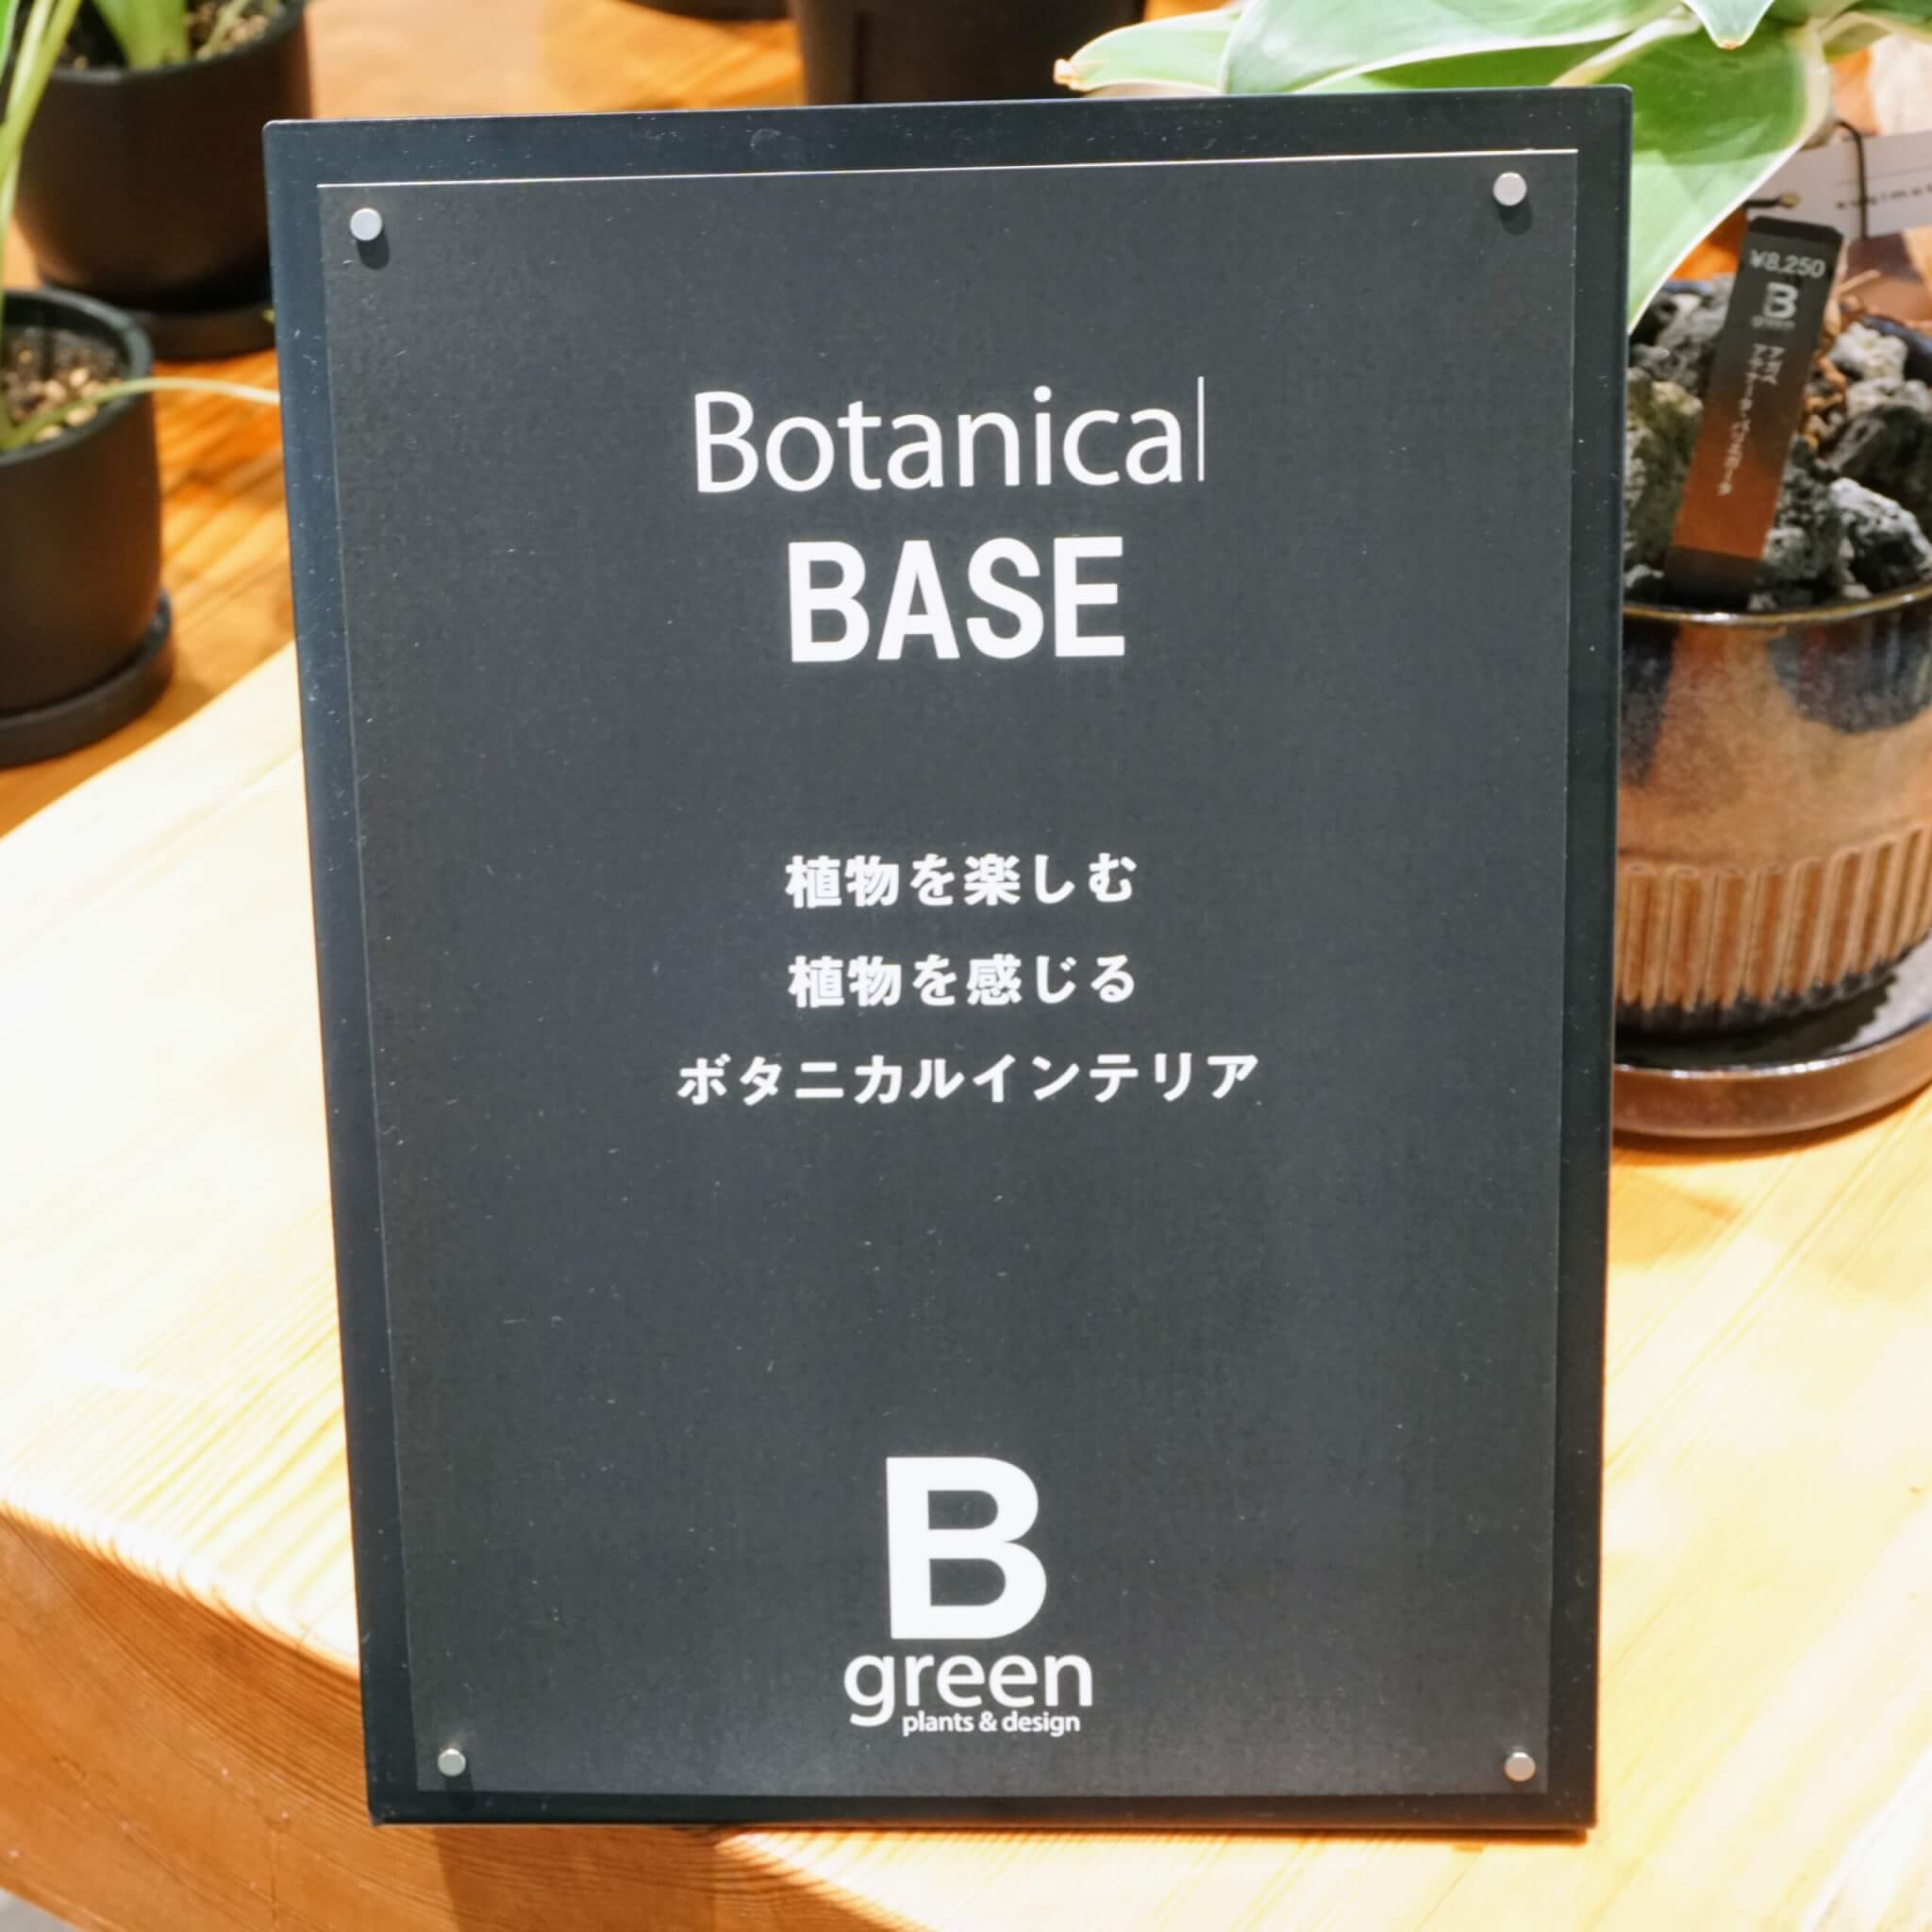 Botanical
BASE
植物を楽しむ
植物を感じる
ボタニカルインテリア
B
green
plants & design
¥8,250
B
green